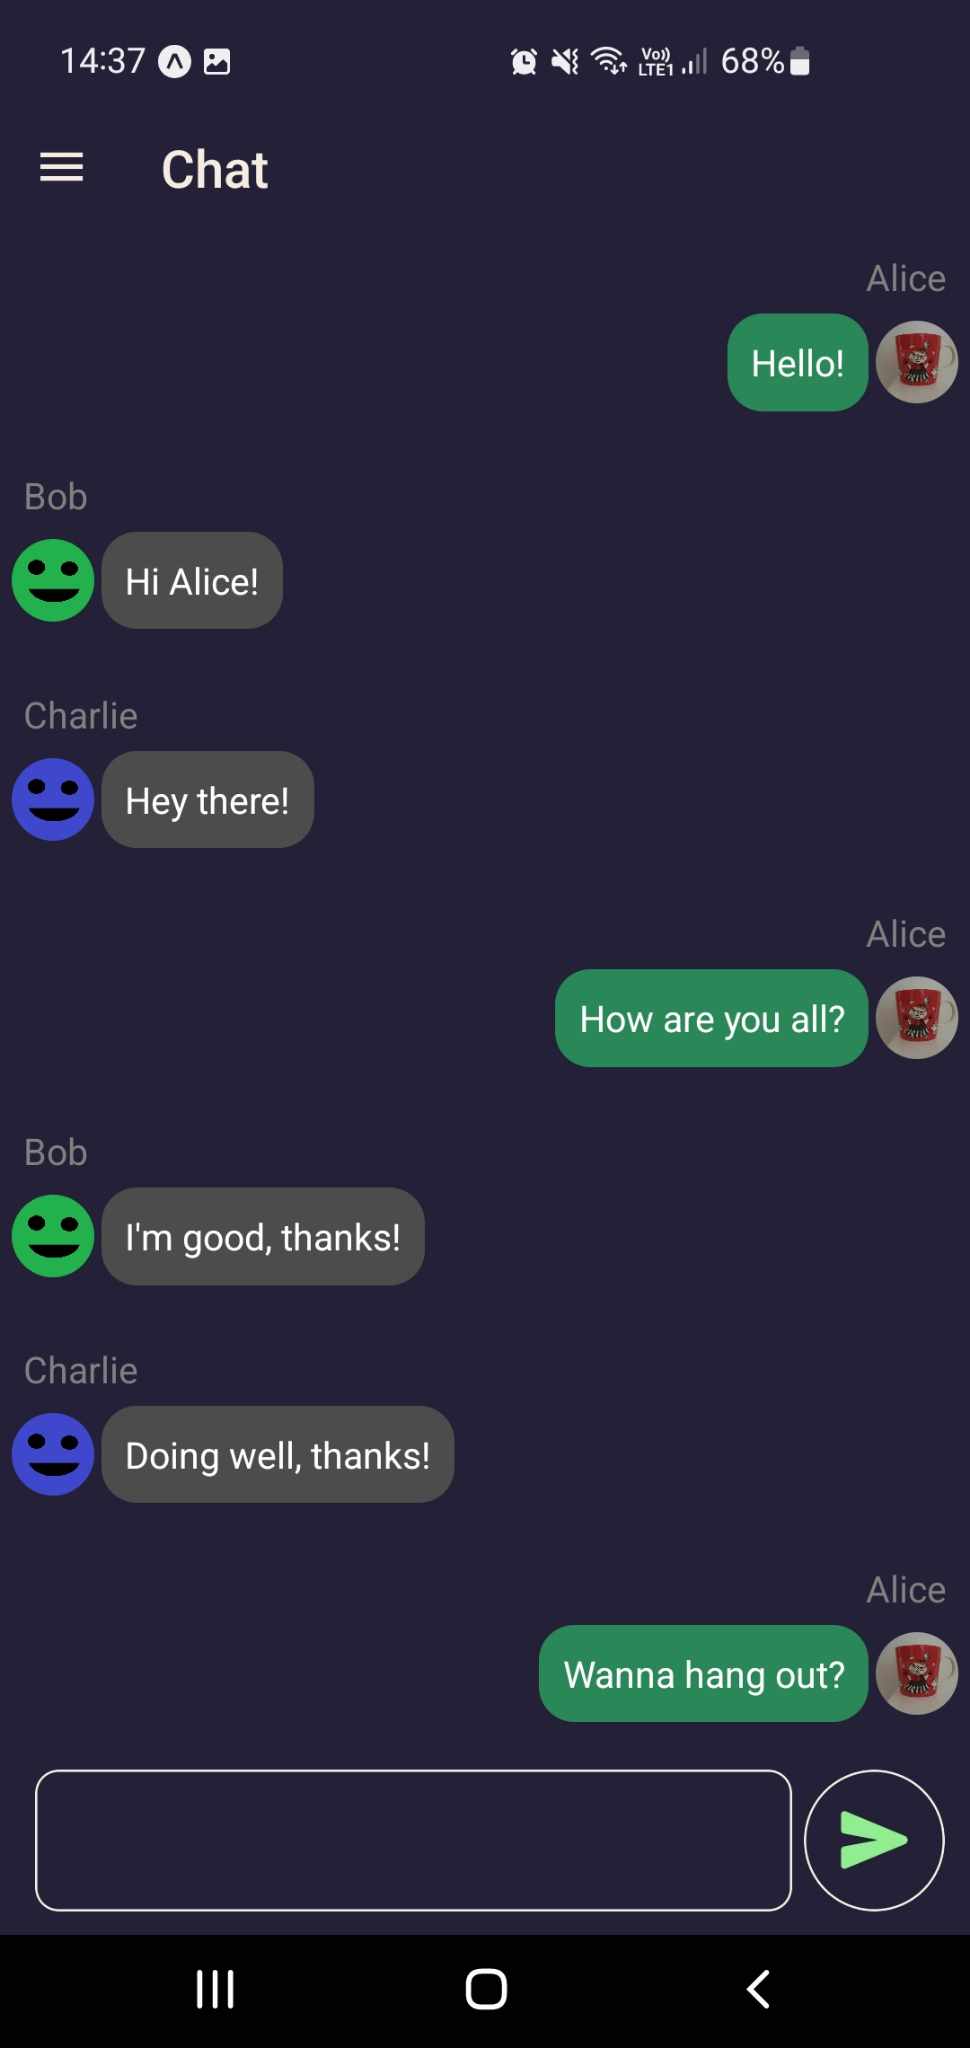 14:37 Vo)) LTE1 68%
Chat
Alice
Hello!
Bob
Hi Alice!
Charlie
Hey there!
Alice
How are you all?
Bob
I'm good, thanks!
Charlie
Doing well, thanks!
Alice
Wanna hang out?